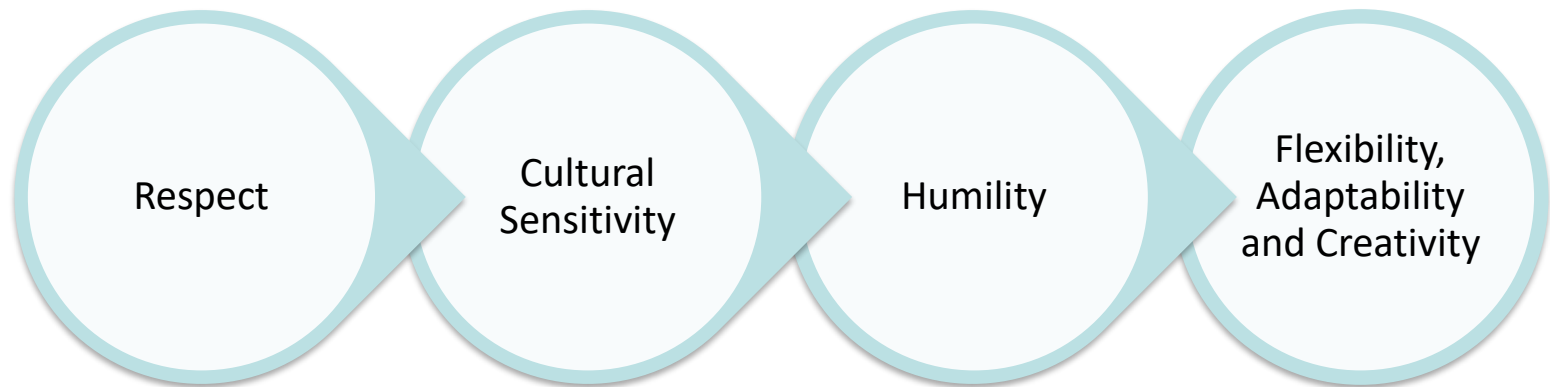 Respect
Cultural
Sensitivity
Humility
Flexibility,
Adaptability
and Creativity